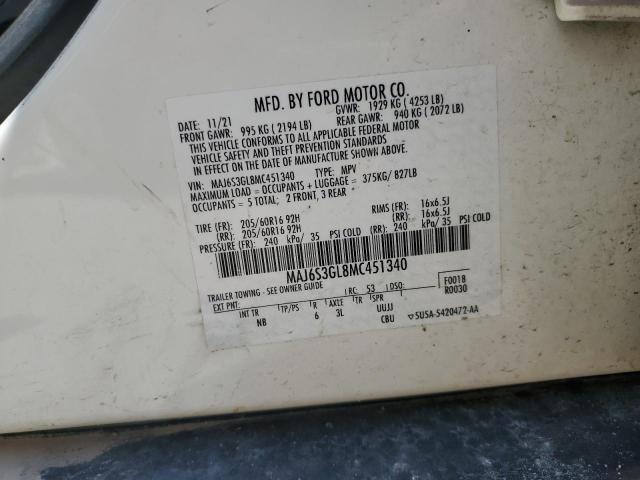 MFD. BY FORD MOTOR CO.
DATE: 11/21 GVWR: 1929 KG ( 4253 LB)
FRONT GAWR: 995 KG ( 2194 LB) REAR GAWR: 940 KG ( 2072 LB)
THIS VEHICLE CONFORMS TO ALL APPLICABLE FEDERAL MOTOR
VEHICLE SAFETY AND THEFT PREVENTION STANDARDS
IN EFFECT ON THE DATE OF MANUFACTURE SHOWN ABOVE.
VIN: MAJ6S3GL8MC451340 TYPE: MPV
MAXIMUM LOAD = OCCUPANTS + LUGGAGE = 375KG/ 827LB
OCCUPANTS = 5 TOTAL; 2 FRONT, 3 REAR
TIRE (FR): 205/60R16 92H RIMS (FR): 16x6.5J
(RR): 205/60R16 92H (RR): 16x6.5J
PRESSURE (FR): 240 kPa/ 35 PSI COLD (RR): 240 kPa/ 35 PSI COLD
MAJ6S3GL8MC451340
TRAILER TOWING - SEE OWNER GUIDE
EXT PNT: RC: 53 DSO: F0018
R0030
INT TR TP/PS R AXLE TR SPR
NB 6 3L UUJJ
CBU 5U5A-5420472-AA